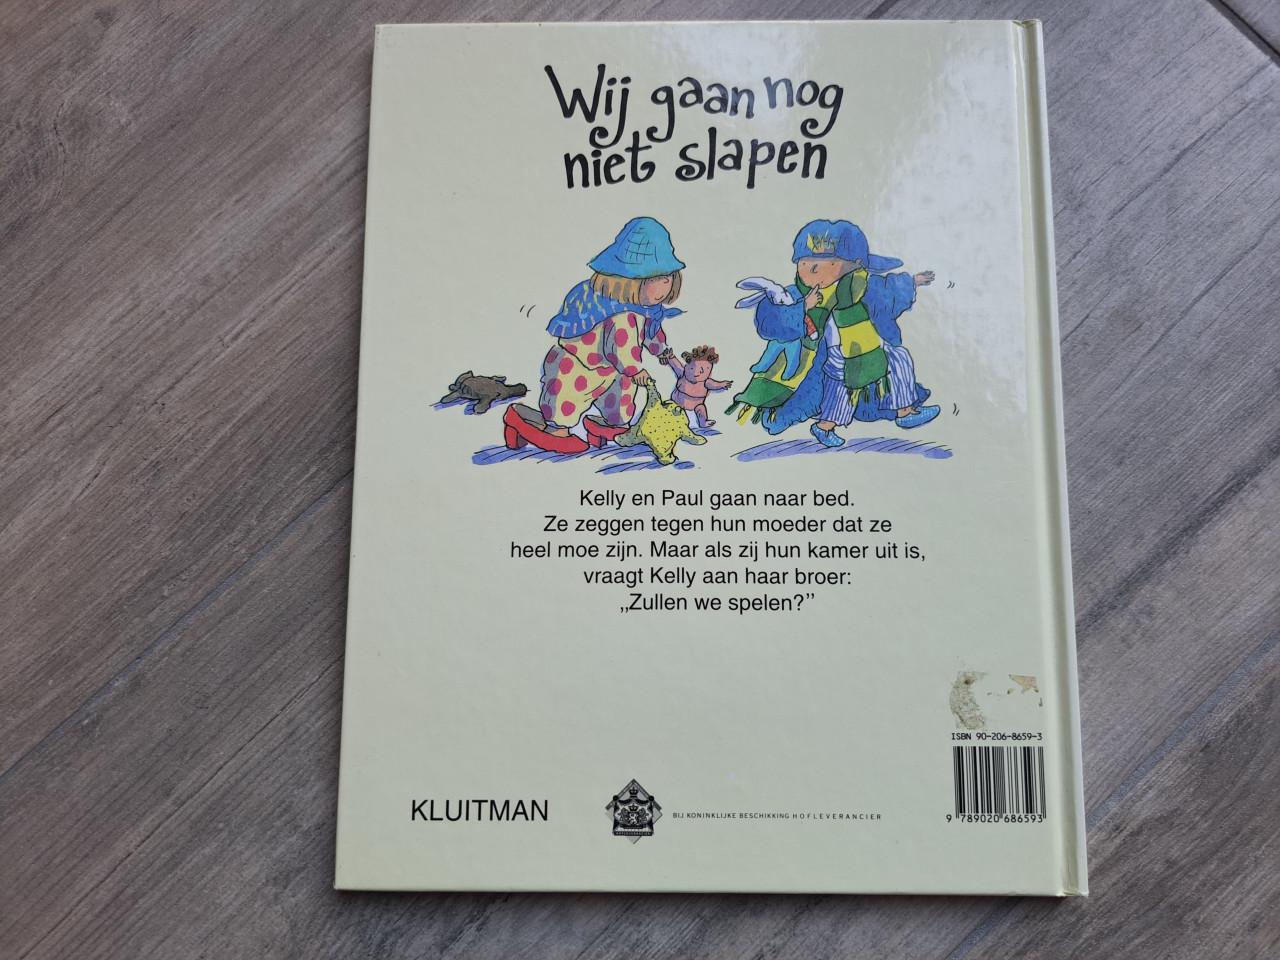 Wij gaan nog
niet slapen
Kelly en Paul gaan naar bed.
Ze zeggen tegen hun moeder dat ze
heel moe zijn. Maar als zij hun kamer uit is,
vraagt Kelly aan haar broer:
„Zullen we spelen?”
ISBN 90-206-8659-3
9 789020 686593
KLUITMAN
BIJ KONINKLIJKE BESCHIKKING HOFLEVERANCIER